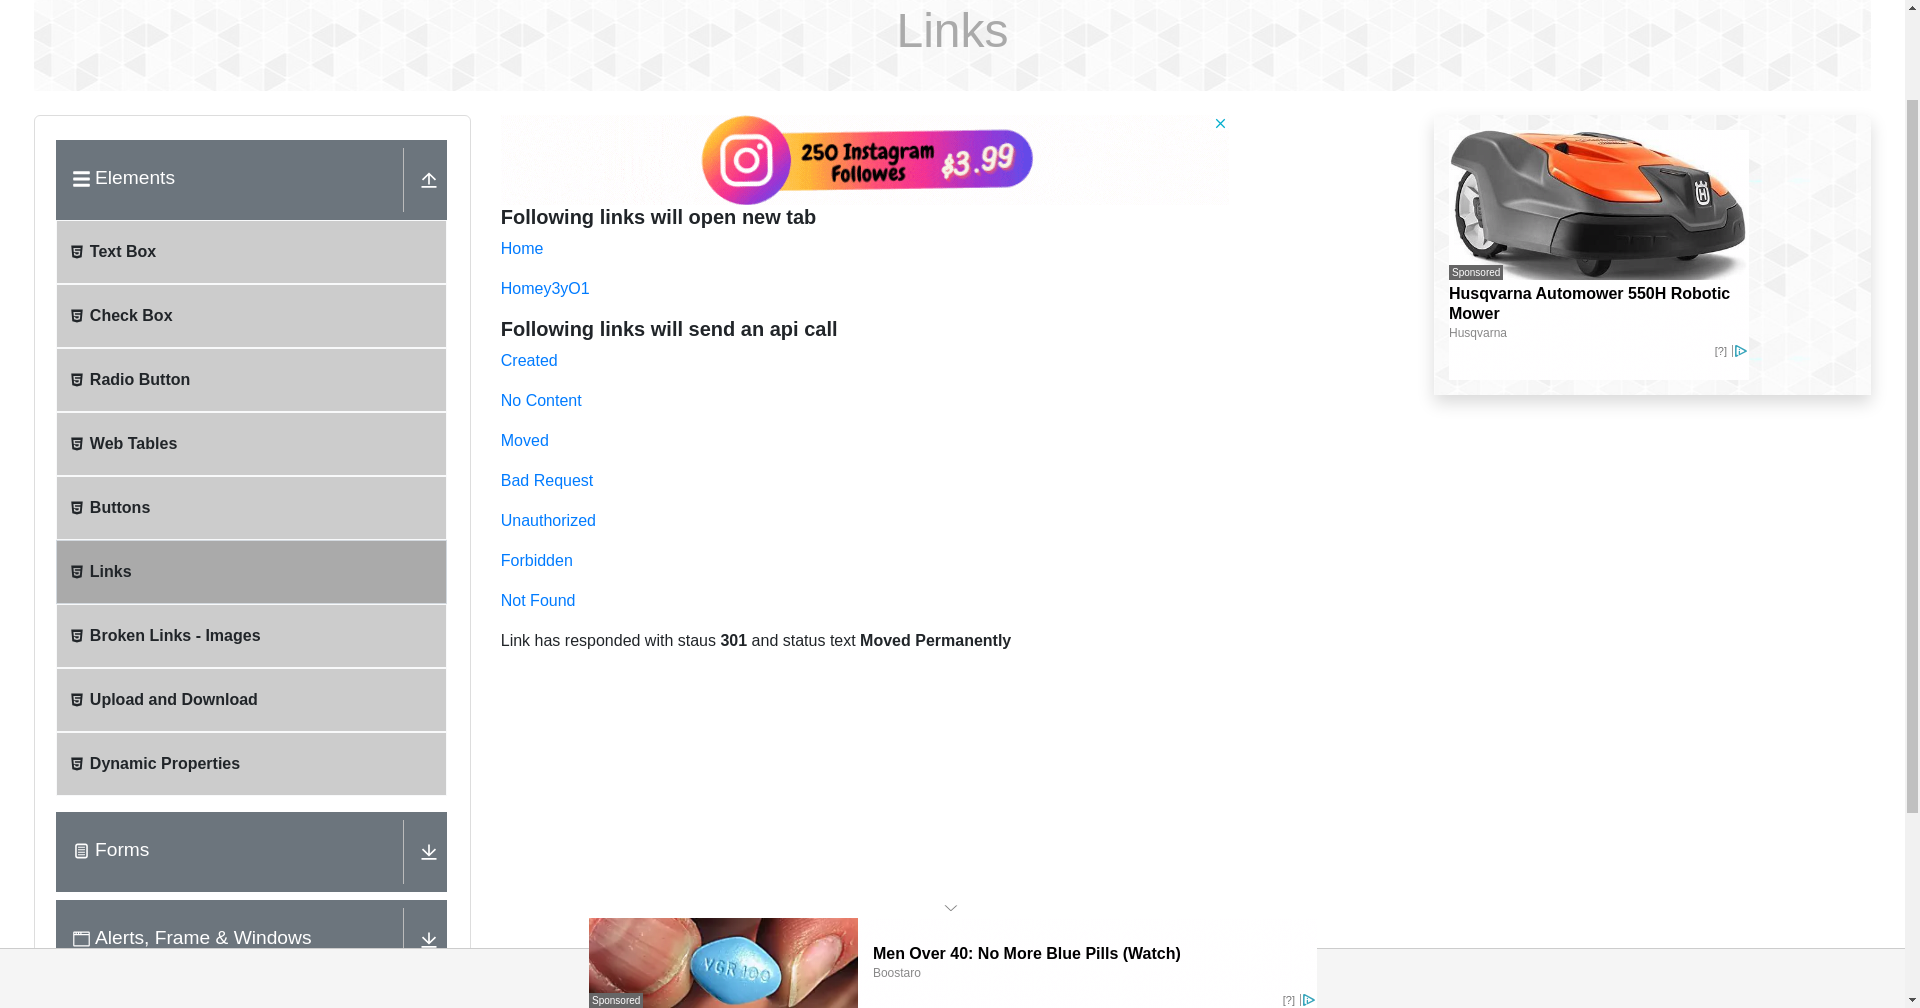 Links
Elements
Text Box
Check Box
Radio Button
Web Tables
Buttons
Links
Broken Links - Images
Upload and Download
Dynamic Properties
Forms
Alerts, Frame & Windows
250 Instagram
Followes
$3.99
Following links will open new tab
Home
Homey3yO1
Following links will send an api call
Created
No Content
Moved
Bad Request
Unauthorized
Forbidden
Not Found
Link has responded with staus 301 and status text Moved Permanently
Sponsored
Husqvarna Automower 550H Robotic
Mower
Husqvarna
[?]
VGR 100
Sponsored
Men Over 40: No More Blue Pills (Watch)
Boostaro
[?]